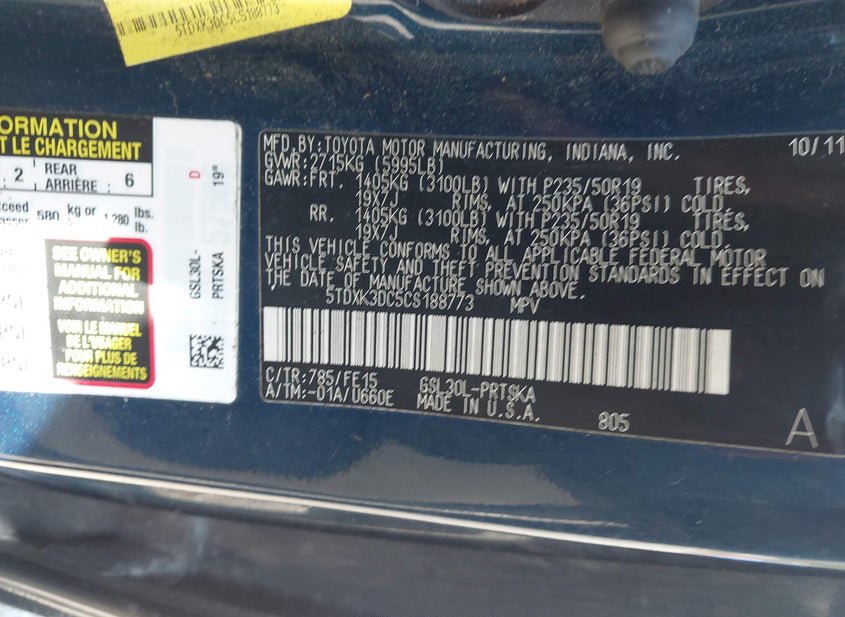 5TDXK3DC5CS188773
ORMATION
T LE CHARGEMENT
2 REAR ARRIÈRE : 6
xceed 580 kg or 1,280 lbs.
lb.
SEE OWNER'S
MANUAL FOR
ADDITIONAL
INFORMATION
VOIR LE MANUEL
DE L'USAGER
POUR PLUS DE
RENSEIGNEMENTS
GSL30L-
PRTSKA
D
19"
MFD.BY:TOYOTA MOTOR MANUFACTURING, INDIANA, INC. 10/11
GVWR:2715KG (5995LB)
GAWR:FRT. 1405KG (3100LB) WITH P235/50R19 TIRES,
19X7J RIMS, AT 250KPA (36PSI) COLD.
RR. 1405KG (3100LB) WITH P235/50R19 TIRES,
19X7J RIMS, AT 250KPA (36PSI) COLD.
THIS VEHICLE CONFORMS TO ALL APPLICABLE FEDERAL MOTOR
VEHICLE SAFETY AND THEFT PREVENTION STANDARDS IN EFFECT ON
THE DATE OF MANUFACTURE SHOWN ABOVE.
5TDXK3DC5CS188773 MPV
C/TR:785/FE15 GSL30L-PRTSKA
A/TM:-01A/U660E MADE IN U.S.A. 805
A